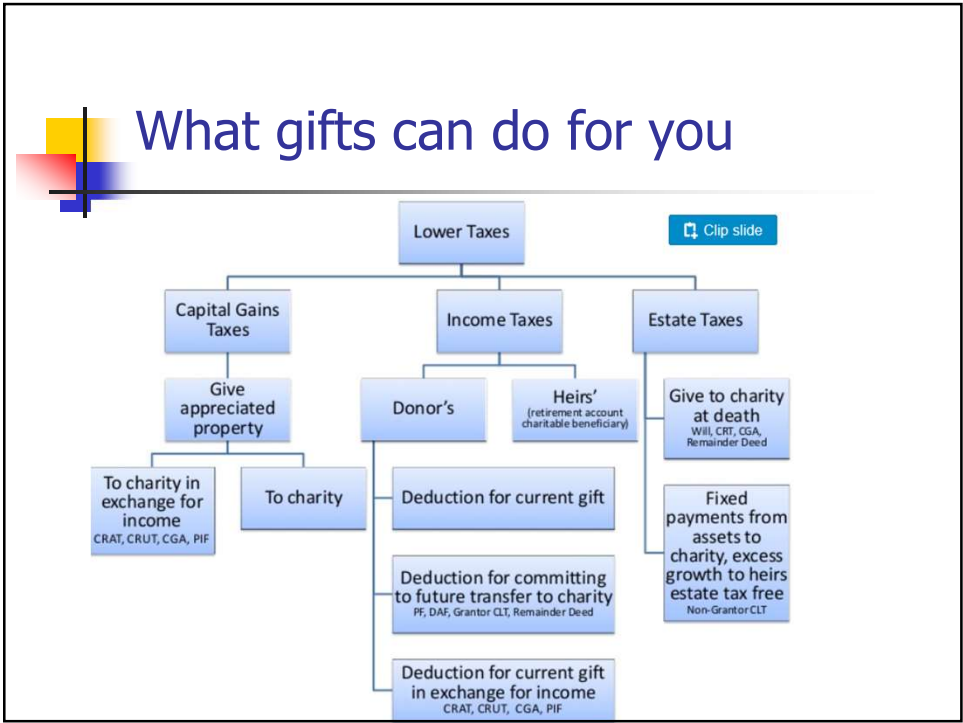 What gifts can do for you
Lower Taxes
Clip slide
Capital Gains
Taxes
Income Taxes
Estate Taxes
Give
appreciated
property
Donor's
Heirs'
(retirement account
charitable beneficiary)
Give to charity
at death
Will, CRT, CGA,
Remainder Deed
To charity in
exchange for
income
CRAT, CRUT, CGA, PIF
To charity
Deduction for current gift
Fixed
payments from
assets to
charity, excess
growth to heirs
estate tax free
Non-Grantor CLT
Deduction for committing
to future transfer to charity
PF, DAF, Grantor CLT, Remainder Deed
Deduction for current gift
in exchange for income
CRAT, CRUT, CGA, PIF